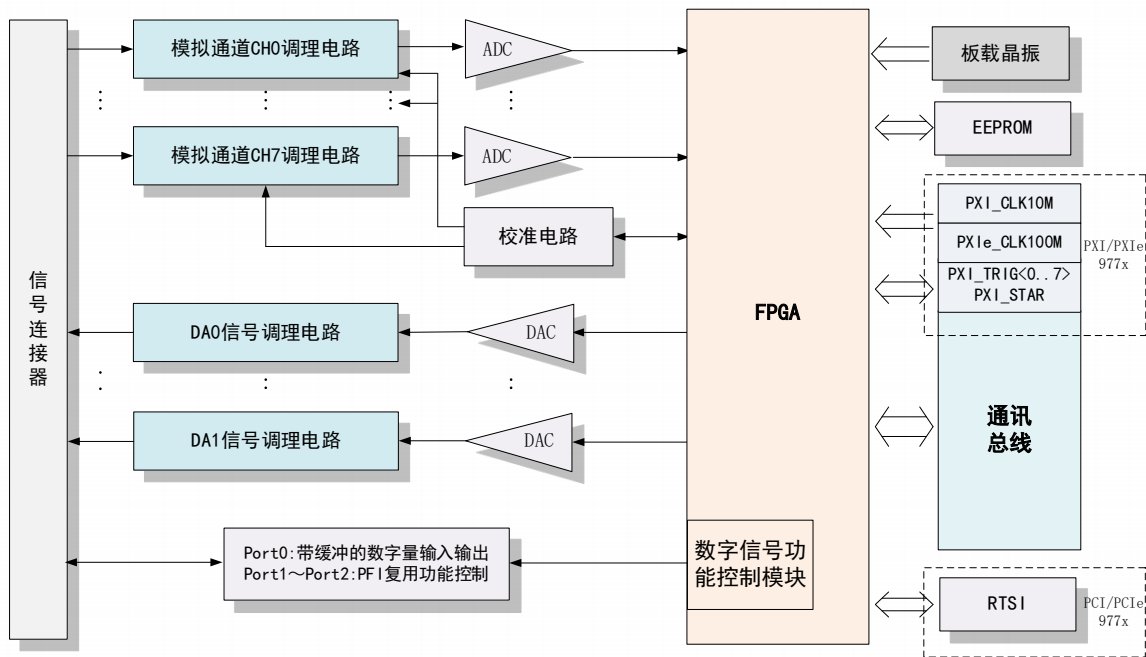 信号连接器
模拟通道CH0调理电路
ADC
模拟通道CH7调理电路
ADC
校准电路
DA0信号调理电路
DAC
DA1信号调理电路
DAC
Port0:带缓冲的数字量输入输出
Port1～Port2:PFI复用功能控制
FPGA
数字信号功
能控制模块
板载晶振
EEPROM
PXI_CLK10M
PXIe_CLK100M
PXI_TRIG<0..7>
PXI_STAR
PXI/PXIe
977x
通讯
总线
RTSI
PCI/PCIe
977x